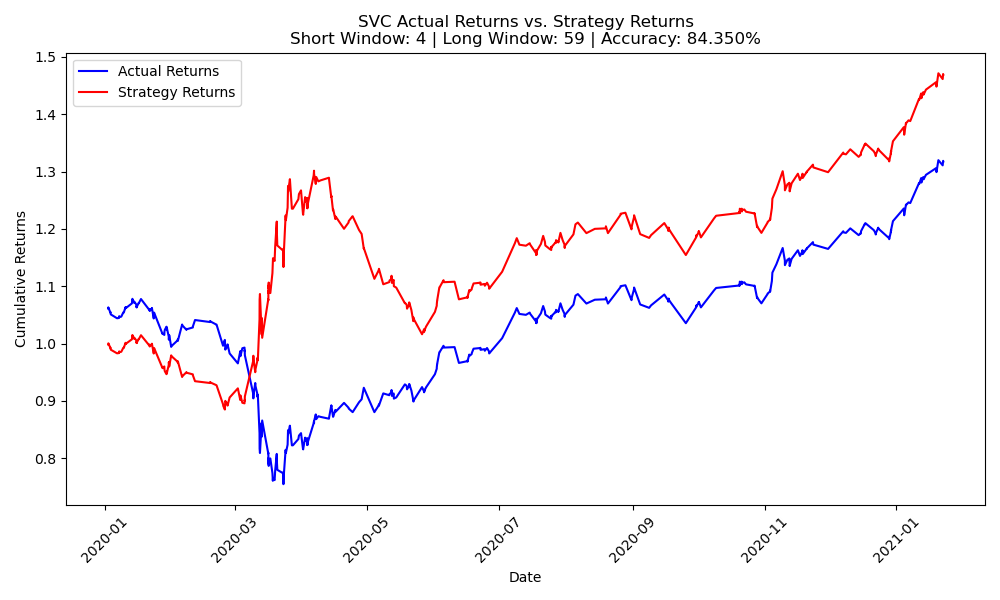 SVC Actual Returns vs. Strategy Returns
Short Window: 4 | Long Window: 59 | Accuracy: 84.350%
Actual Returns
Strategy Returns
Cumulative Returns
1.5
1.4
1.3
1.2
1.1
1.0
0.9
0.8
2020-01
2020-03
2020-05
2020-07
2020-09
2020-11
2021-01
Date